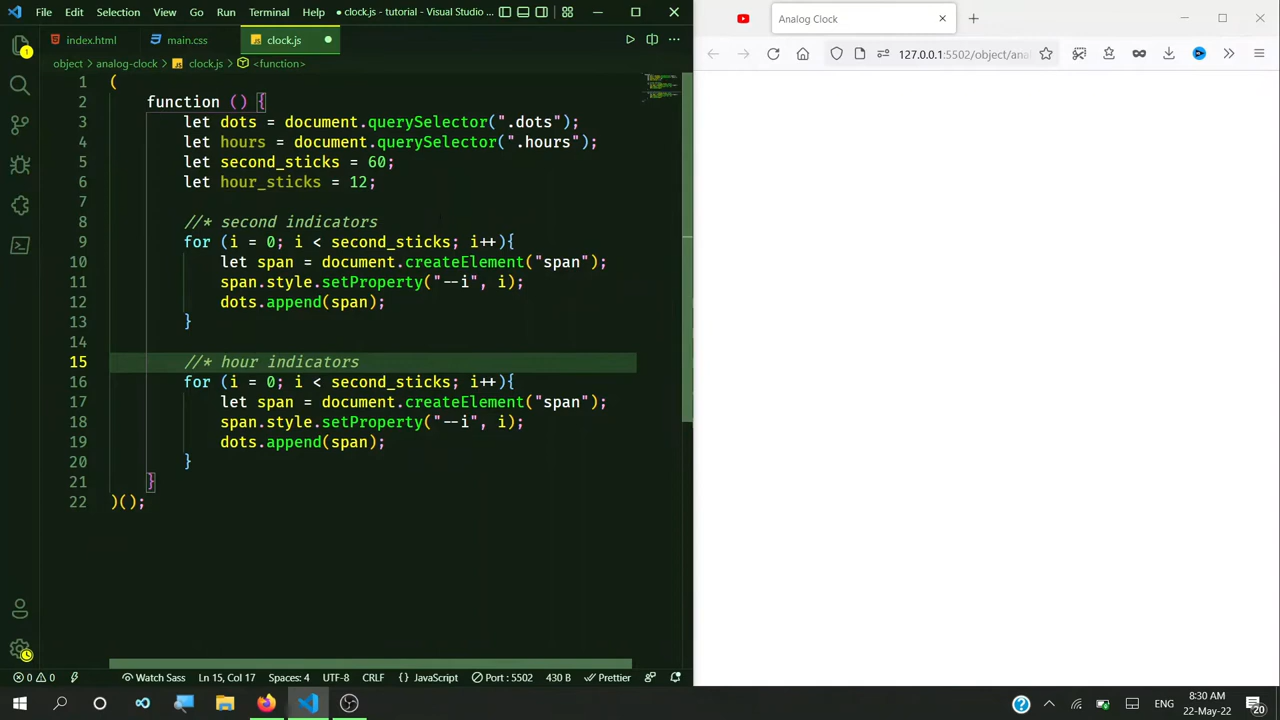 File Edit Selection View Go Run Terminal Help clock.js - tutorial - Visual Studio ...
Analog Clock
index.html main.css clock.js
127.0.0.1:5502/object/ana
object > analog-clock > clock.js > <function>
1 (
2 function () {
3 let dots = document.querySelector(".dots");
4 let hours = document.querySelector(".hours");
5 let second_sticks = 60;
6 let hour_sticks = 12;
7
8 //* second indicators
9 for (i = 0; i < second_sticks; i++){
10 let span = document.createElement("span");
11 span.style.setProperty("--i", i);
12 dots.append(span);
13 }
14
15 //* hour indicators
16 for (i = 0; i < second_sticks; i++){
17 let span = document.createElement("span");
18 span.style.setProperty("--i", i);
19 dots.append(span);
20 }
21 }
22 )();
0 0 Watch Sass Ln 15, Col 17 Spaces: 4 UTF-8 CRLF {} JavaScript Port : 5502 430 B Prettier
ENG
8:30 AM
22-May-22
20